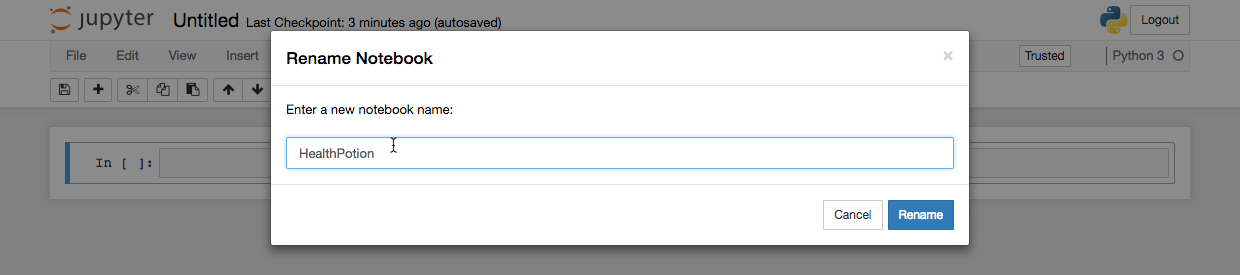 jupyter Untitled Last Checkpoint: 3 minutes ago (autosaved) Logout
File Edit View Insert Trusted Python 3
Rename Notebook ×
Enter a new notebook name:
HealthPotion
In [ ]:
Cancel Rename